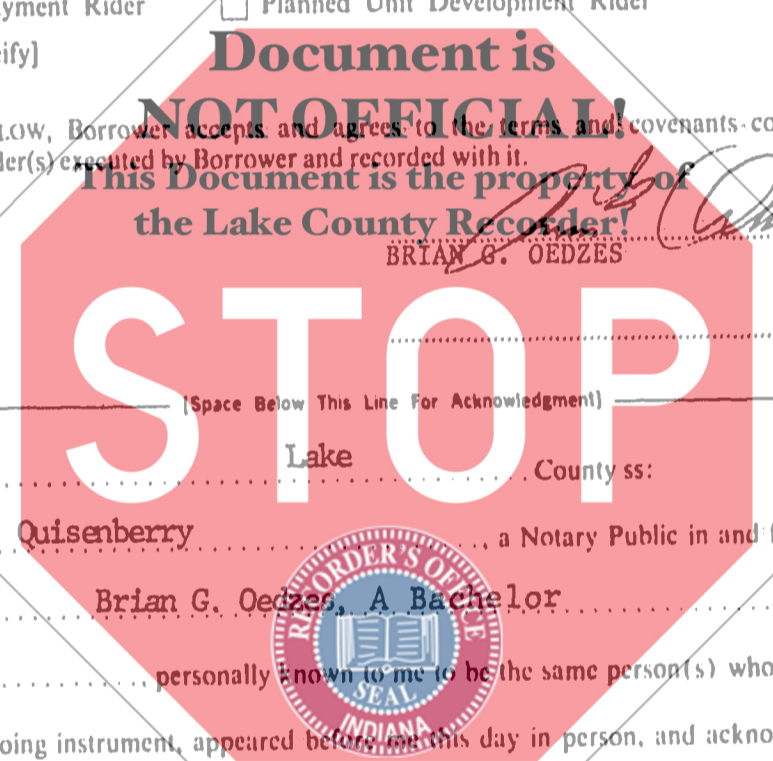 yment Rider
Planned Unit Development Rider
ify]
Document is
NOT OFFICIAL!
LOW, Borrower accepts and agrees to the terms and covenants co
er(s) executed by Borrower and recorded with it.
This Document is the property of
the Lake County Recorder!
BRIAN G. OEDZES
STOP
[Space Below This Line For Acknowledgment]
Lake County ss:
Quisenberry, a Notary Public in and f
Brian G. Oedzes, A Bachelor
RECORDER'S OFFICE
SEAL
INDIANA
personally known to me to be the same person(s) who
oing instrument, appeared before me this day in person, and ackno